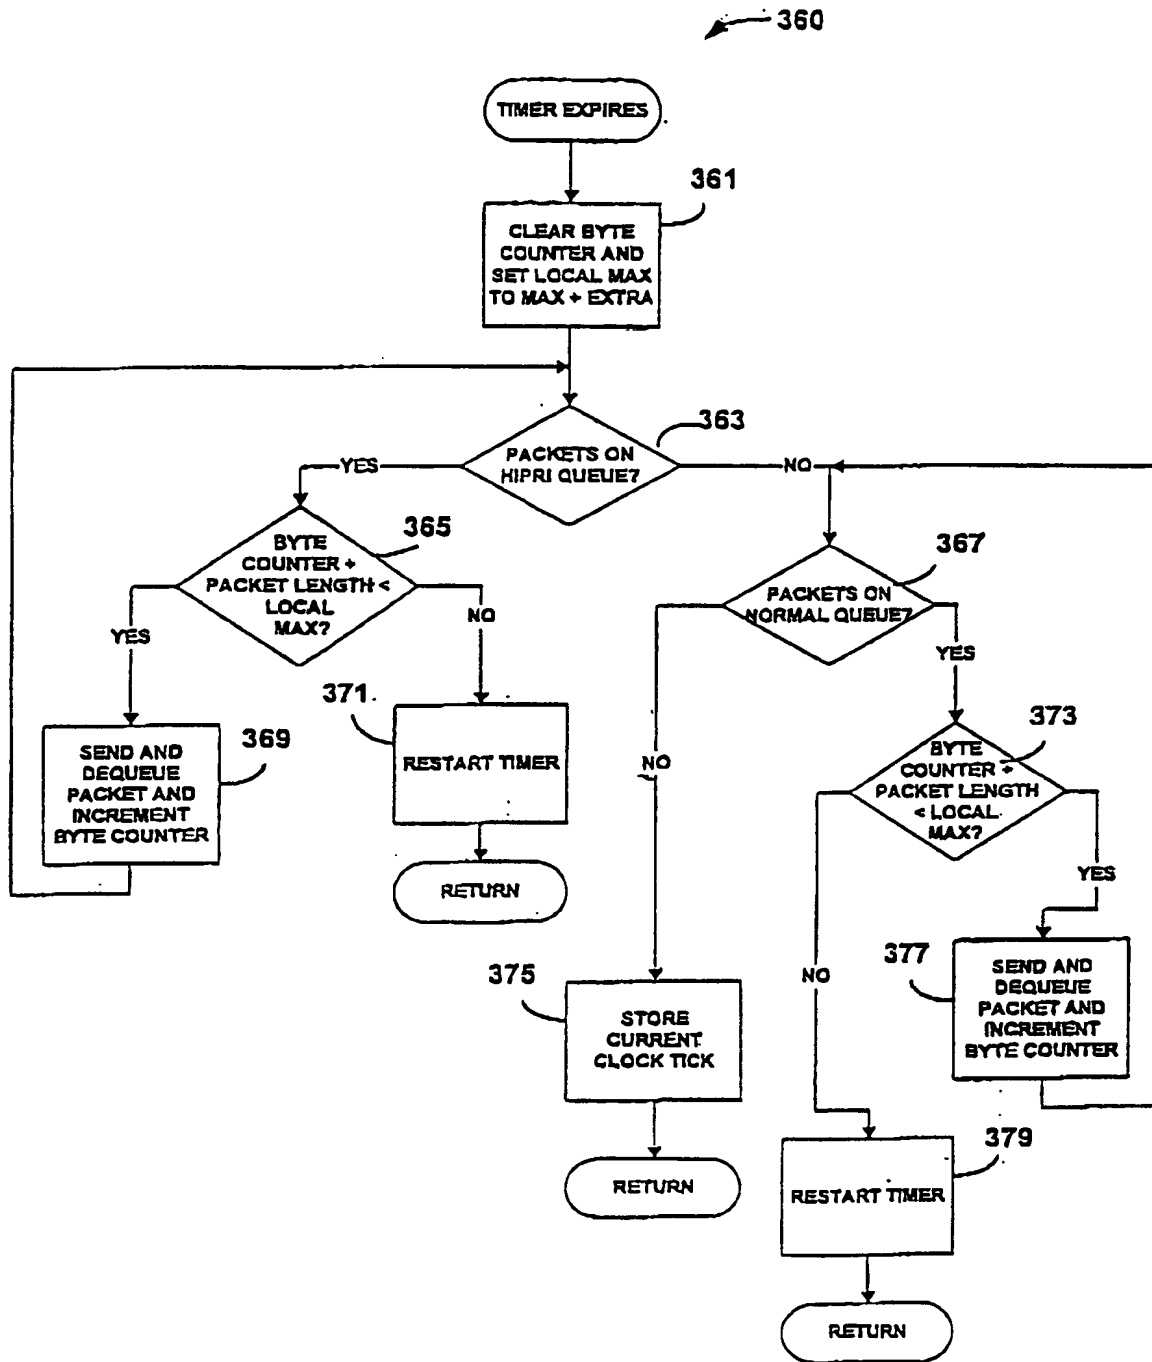 360
TIMER EXPIRES
361
CLEAR BYTE
COUNTER AND
SET LOCAL MAX
TO MAX + EXTRA
363
PACKETS ON
HIPRI QUEUE?
YES
NO
365
BYTE
COUNTER +
PACKET LENGTH <
LOCAL
MAX?
YES
NO
367
PACKETS ON
NORMAL QUEUE?
NO
YES
369
SEND AND
DEQUEUE
PACKET AND
INCREMENT
BYTE COUNTER
371
RESTART TIMER
RETURN
373
BYTE
COUNTER +
PACKET LENGTH
< LOCAL
MAX?
NO
YES
375
STORE
CURRENT
CLOCK TICK
RETURN
377
SEND AND
DEQUEUE
PACKET AND
INCREMENT
BYTE COUNTER
379
RESTART TIMER
RETURN